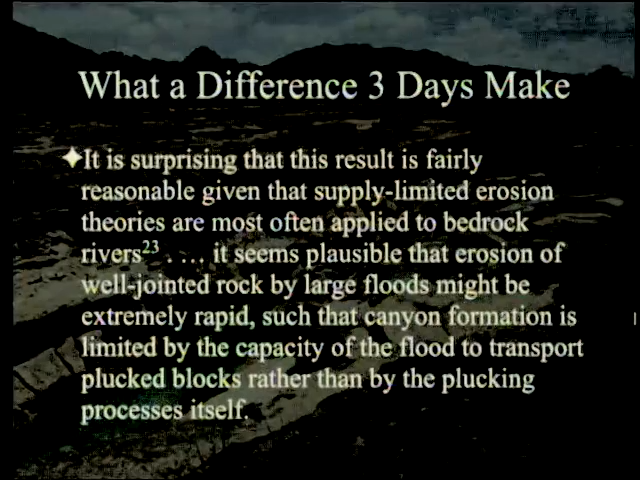 What a Difference 3 Days Make
It is surprising that this result is fairly
reasonable given that supply-limited erosion
theories are most often applied to bedrock
rivers23 . … it seems plausible that erosion of
well-jointed rock by large floods might be
extremely rapid, such that canyon formation is
limited by the capacity of the flood to transport
plucked blocks rather than by the plucking
processes itself.